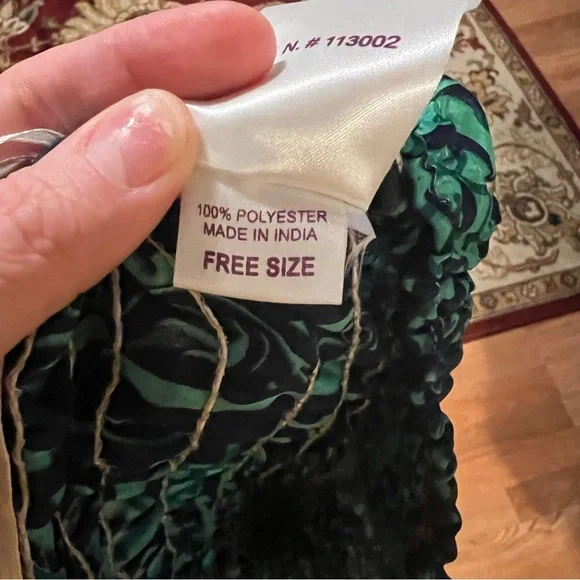 N. # 113002
100% POLYESTER
MADE IN INDIA
FREE SIZE